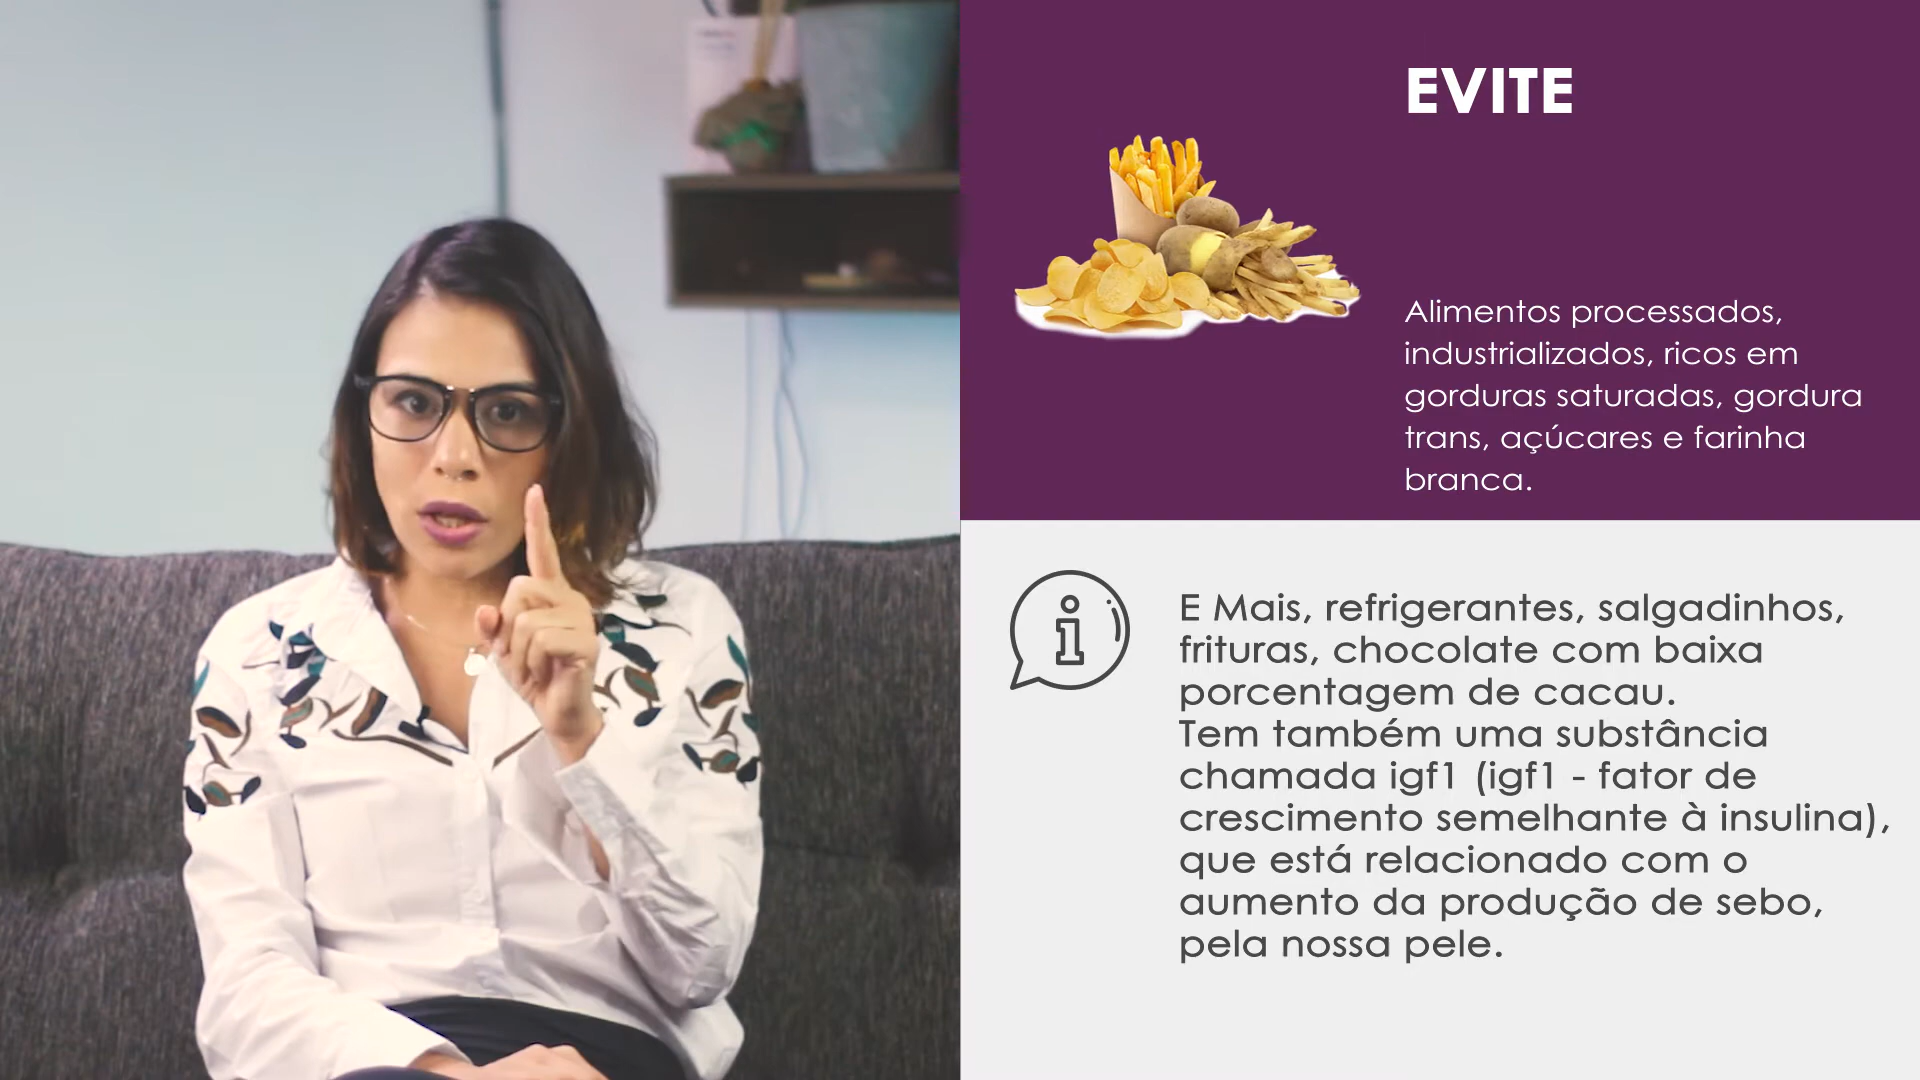 EVITE
Alimentos processados,
industrializados, ricos em
gorduras saturadas, gordura
trans, açúcares e farinha
branca.
E Mais, refrigerantes, salgadinhos,
frituras, chocolate com baixa
porcentagem de cacau.
Tem também uma substância
chamada igf1 (igf1 - fator de
crescimento semelhante à insulina),
que está relacionado com o
aumento da produção de sebo,
pela nossa pele.